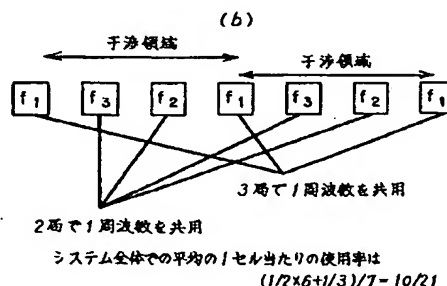 (b)
干渉領域
干渉領域
f1 f3 f2 f1 f3 f2 f1
3局で1周波数を共用
2局で1周波数を共用
システム全体での平均の1セル当たりの使用率は
(1/2×6+1/3)/7=10/21